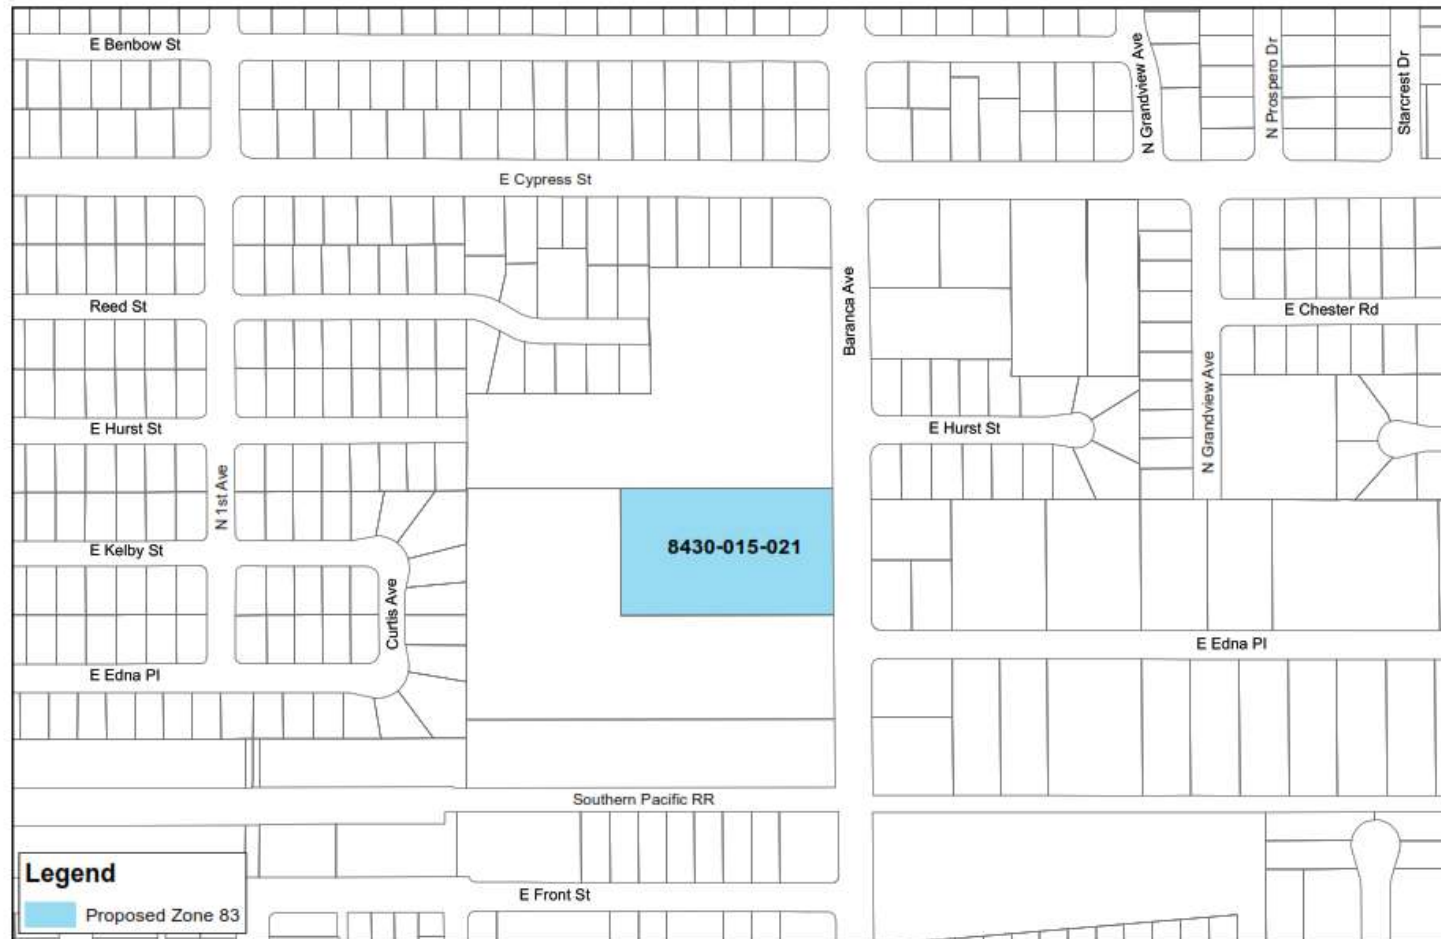 E Benbow St
N Grandview Ave
N Prospero Dr
Starcrest Dr
E Cypress St
Reed St
Baranca Ave
E Chester Rd
E Hurst St
E Hurst St
N Grandview Ave
N 1st Ave
E Kelby St
8430-015-021
Curtis Ave
E Edna Pl
E Edna Pl
Southern Pacific RR
E Front St
Legend
Proposed Zone 83